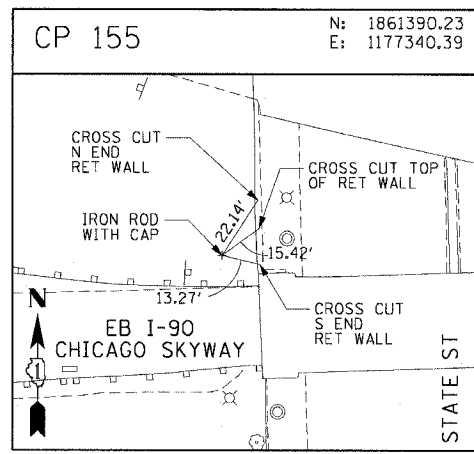 CP 155
N: 1861390.23
E: 1177340.39
CROSS CUT
N END
RET WALL
CROSS CUT TOP
OF RET WALL
IRON ROD
WITH CAP
22.14'
15.42'
13.27'
CROSS CUT
S END
RET WALL
N
1
EB I-90
CHICAGO SKYWAY
STATE ST